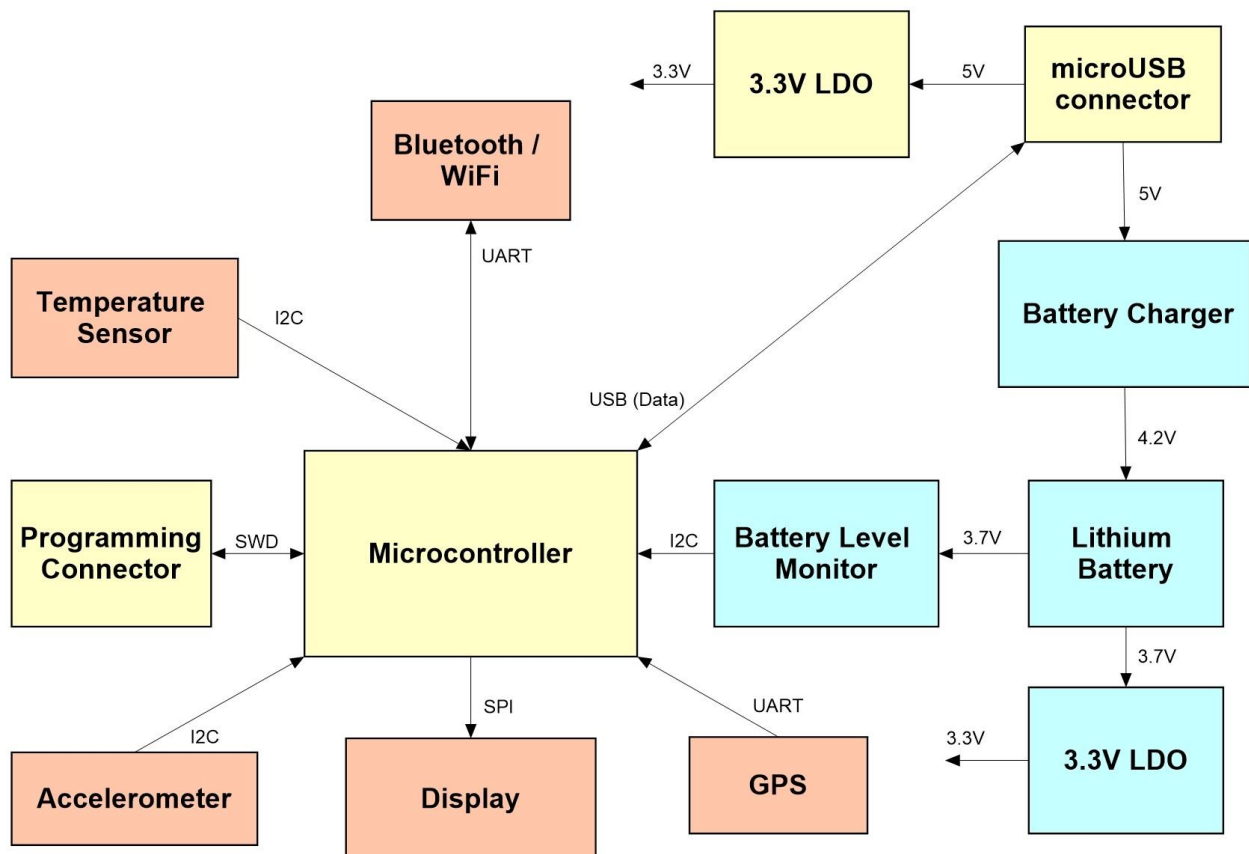 3.3V
3.3V LDO
5V
microUSB
connector
Bluetooth /
WiFi
5V
UART
Temperature
Sensor
I2C
Battery Charger
USB (Data)
4.2V
Programming
Connector
SWD
Microcontroller
I2C
Battery Level
Monitor
3.7V
Lithium
Battery
3.7V
I2C
SPI
UART
3.3V
3.3V LDO
Accelerometer
Display
GPS